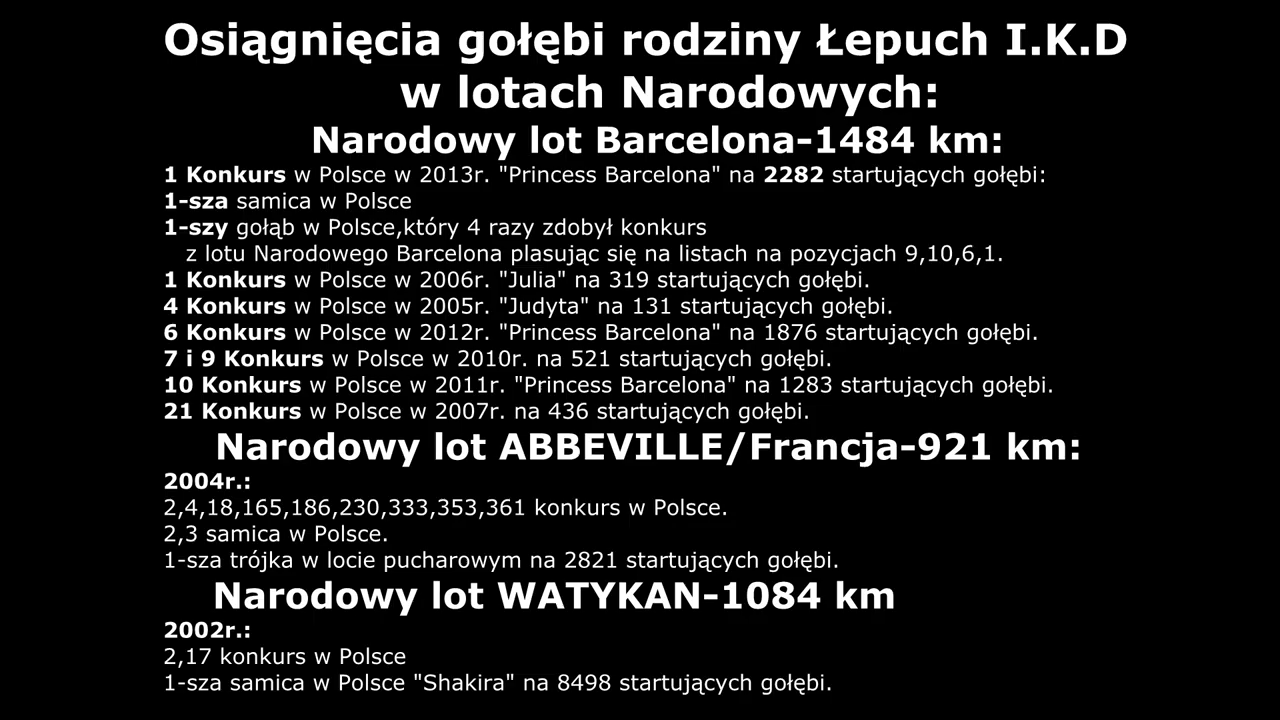 Osiągnięcia gołębi rodziny Łepuch I.K.D
w lotach Narodowych:
Narodowy lot Barcelona-1484 km:
1 Konkurs w Polsce w 2013r. "Princess Barcelona" na 2282 startujących gołębi:
1-sza samica w Polsce
1-szy gołąb w Polsce,który 4 razy zdobył konkurs
z lotu Narodowego Barcelona plasując się na listach na pozycjach 9,10,6,1.
1 Konkurs w Polsce w 2006r. "Julia" na 319 startujących gołębi.
4 Konkurs w Polsce w 2005r. "Judyta" na 131 startujących gołębi.
6 Konkurs w Polsce w 2012r. "Princess Barcelona" na 1876 startujących gołębi.
7 i 9 Konkurs w Polsce w 2010r. na 521 startujących gołębi.
10 Konkurs w Polsce w 2011r. "Princess Barcelona" na 1283 startujących gołębi.
21 Konkurs w Polsce w 2007r. na 436 startujących gołębi.
Narodowy lot ABBEVILLE/Francja-921 km:
2004r.:
2,4,18,165,186,230,333,353,361 konkurs w Polsce.
2,3 samica w Polsce.
1-sza trójka w locie pucharowym na 2821 startujących gołębi.
Narodowy lot WATYKAN-1084 km
2002r.:
2,17 konkurs w Polsce
1-sza samica w Polsce "Shakira" na 8498 startujących gołębi.